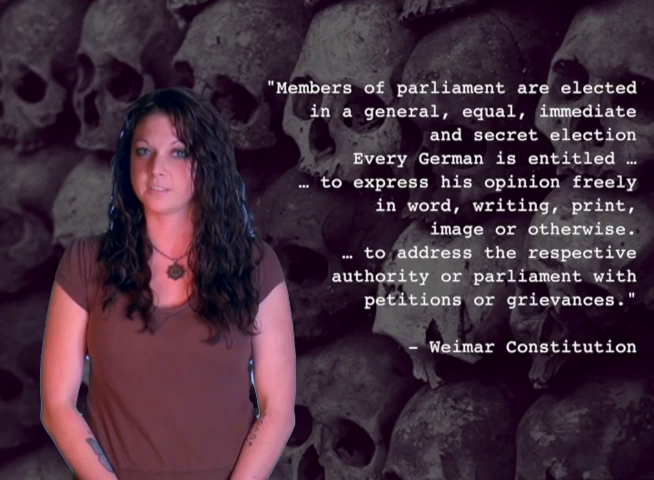 "Members of parliament are elected
in a general, equal, immediate
and secret election
Every German is entitled …
… to express his opinion freely
in word, writing, print,
image or otherwise.
… to address the respective
authority or parliament with
petitions or grievances."
– Weimar Constitution